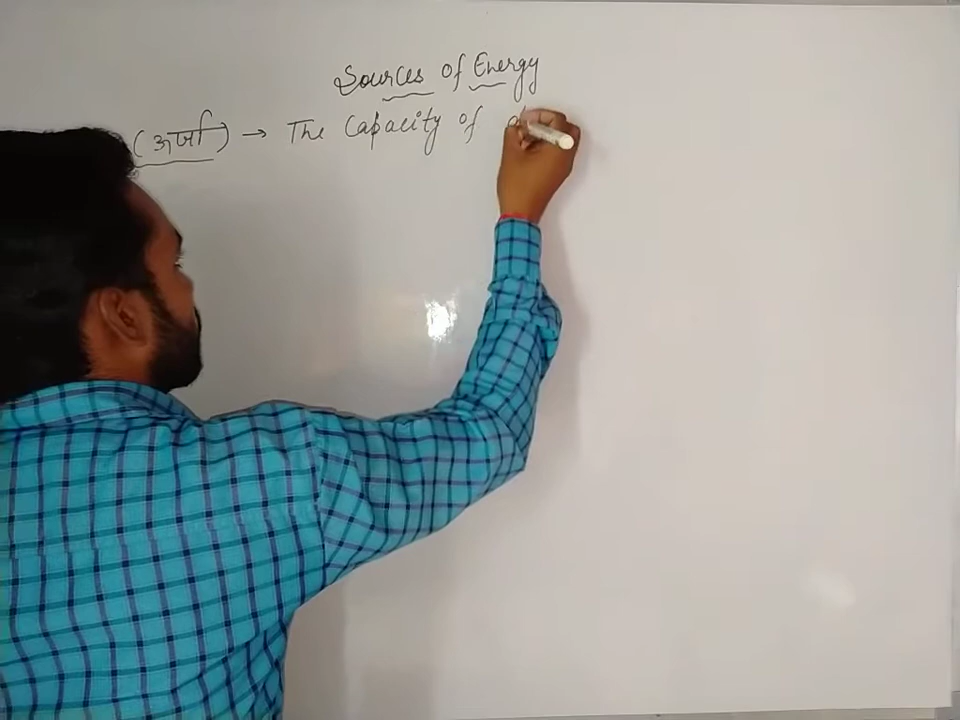 Sources of Energy
(ऊर्जा) → The Capacity of